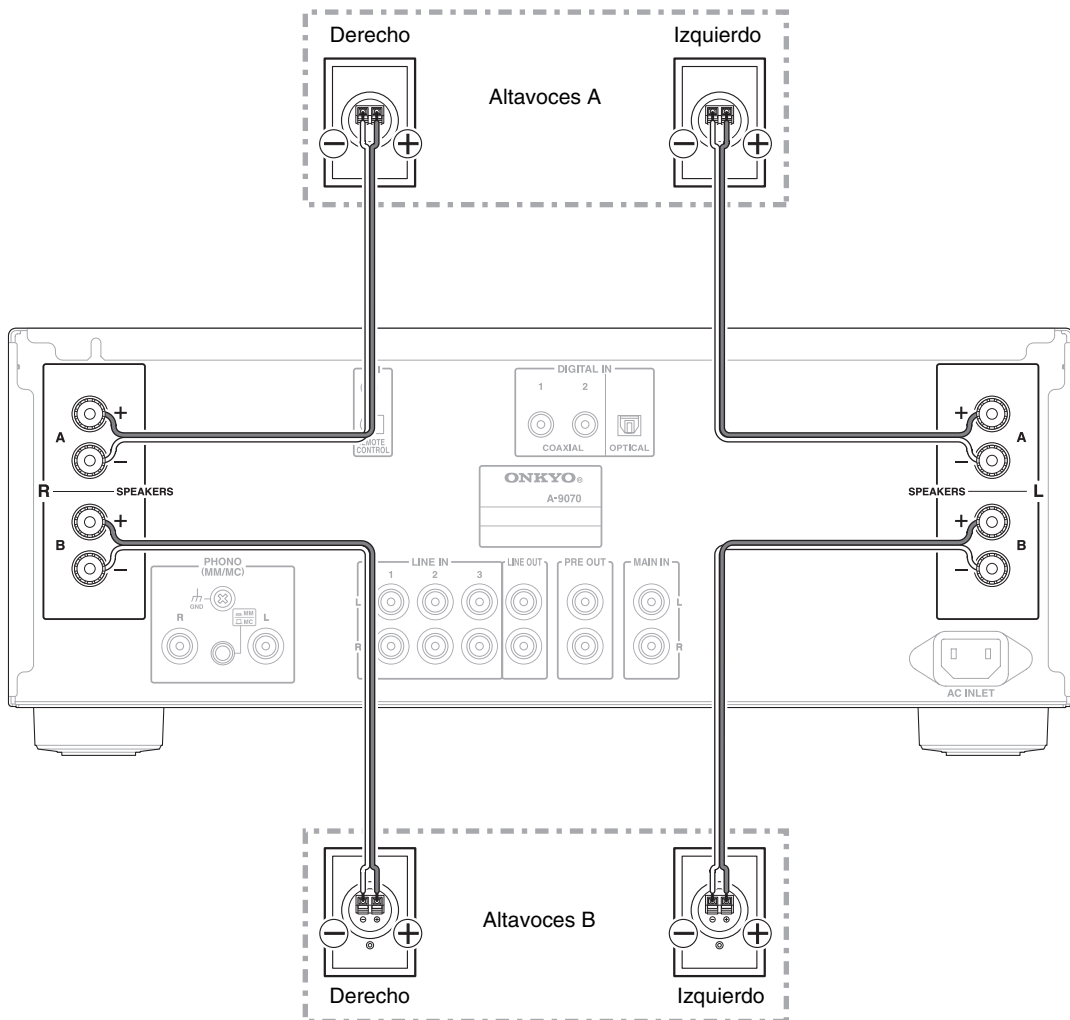 Derecho Izquierdo
Altavoces A
− + − +
DIGITAL IN
1 2
REMOTE CONTROL
COAXIAL OPTICAL
A + −
R SPEAKERS
B + −
+ − A
SPEAKERS L
+ − B
ONKYO®
A-9070
PHONO
(MM/MC)
GND
R L
MM
MC
LINE IN LINE OUT PRE OUT MAIN IN
1 2 3
L L
R R
AC INLET
Altavoces B
− + − +
Derecho Izquierdo